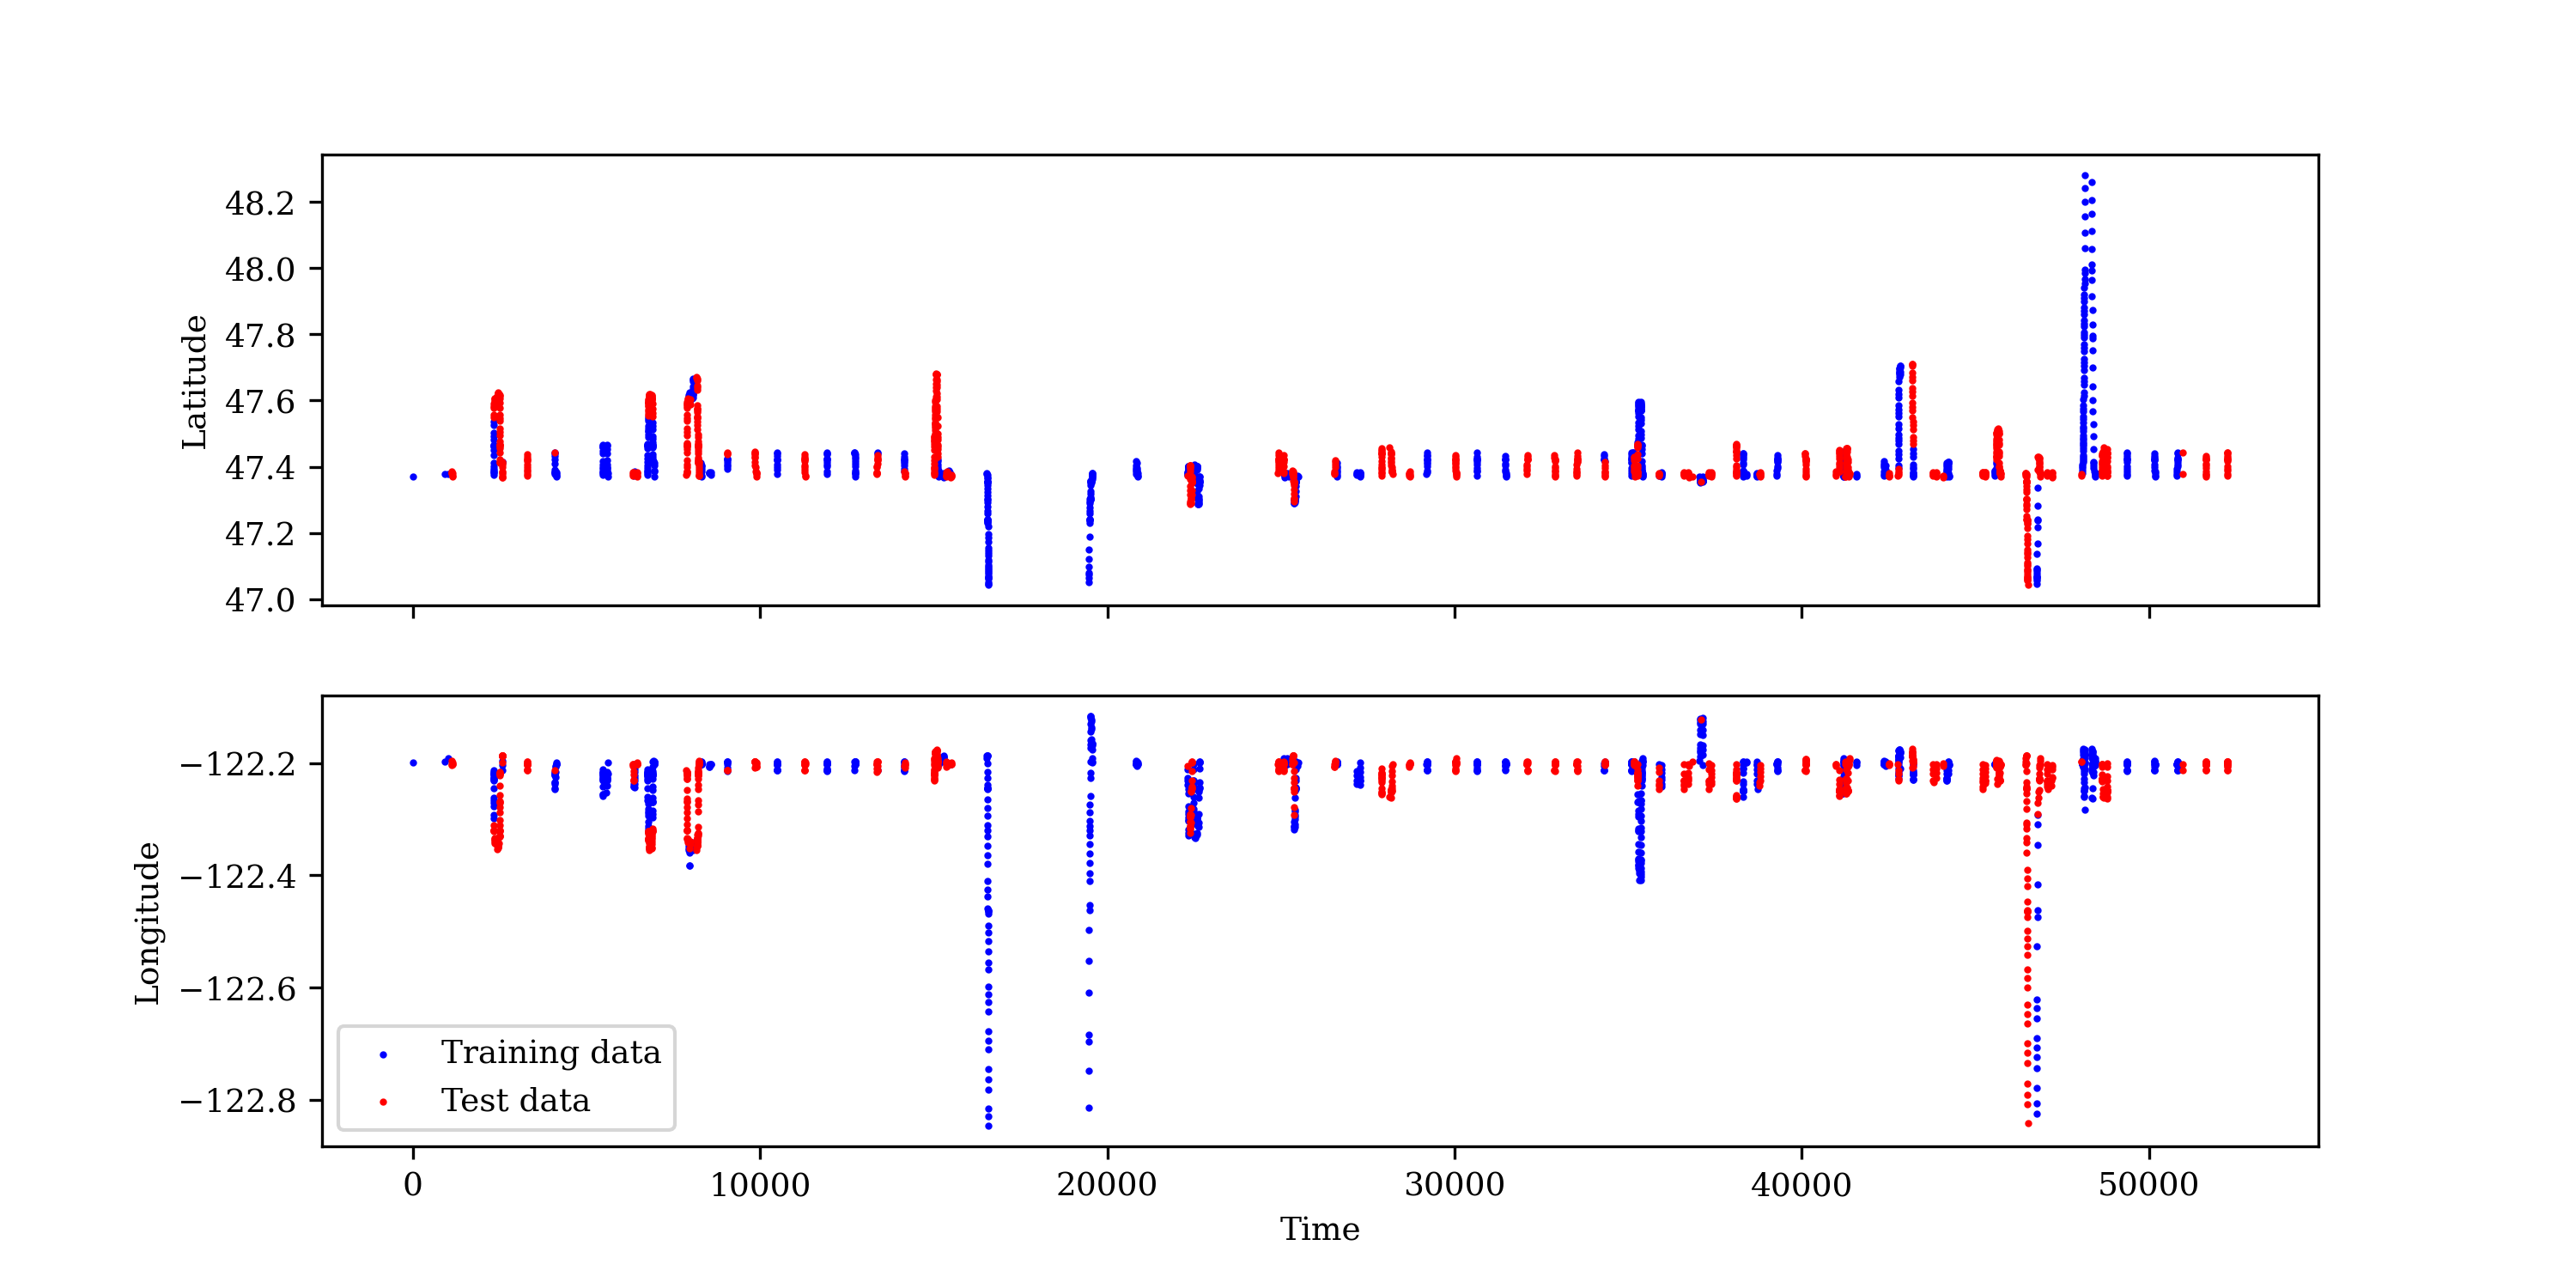 48.2
48.0
47.8
47.6
47.4
47.2
47.0
Latitude
−122.2
−122.4
−122.6
−122.8
Longitude
Training data
Test data
0 10000 20000 30000 40000 50000
Time